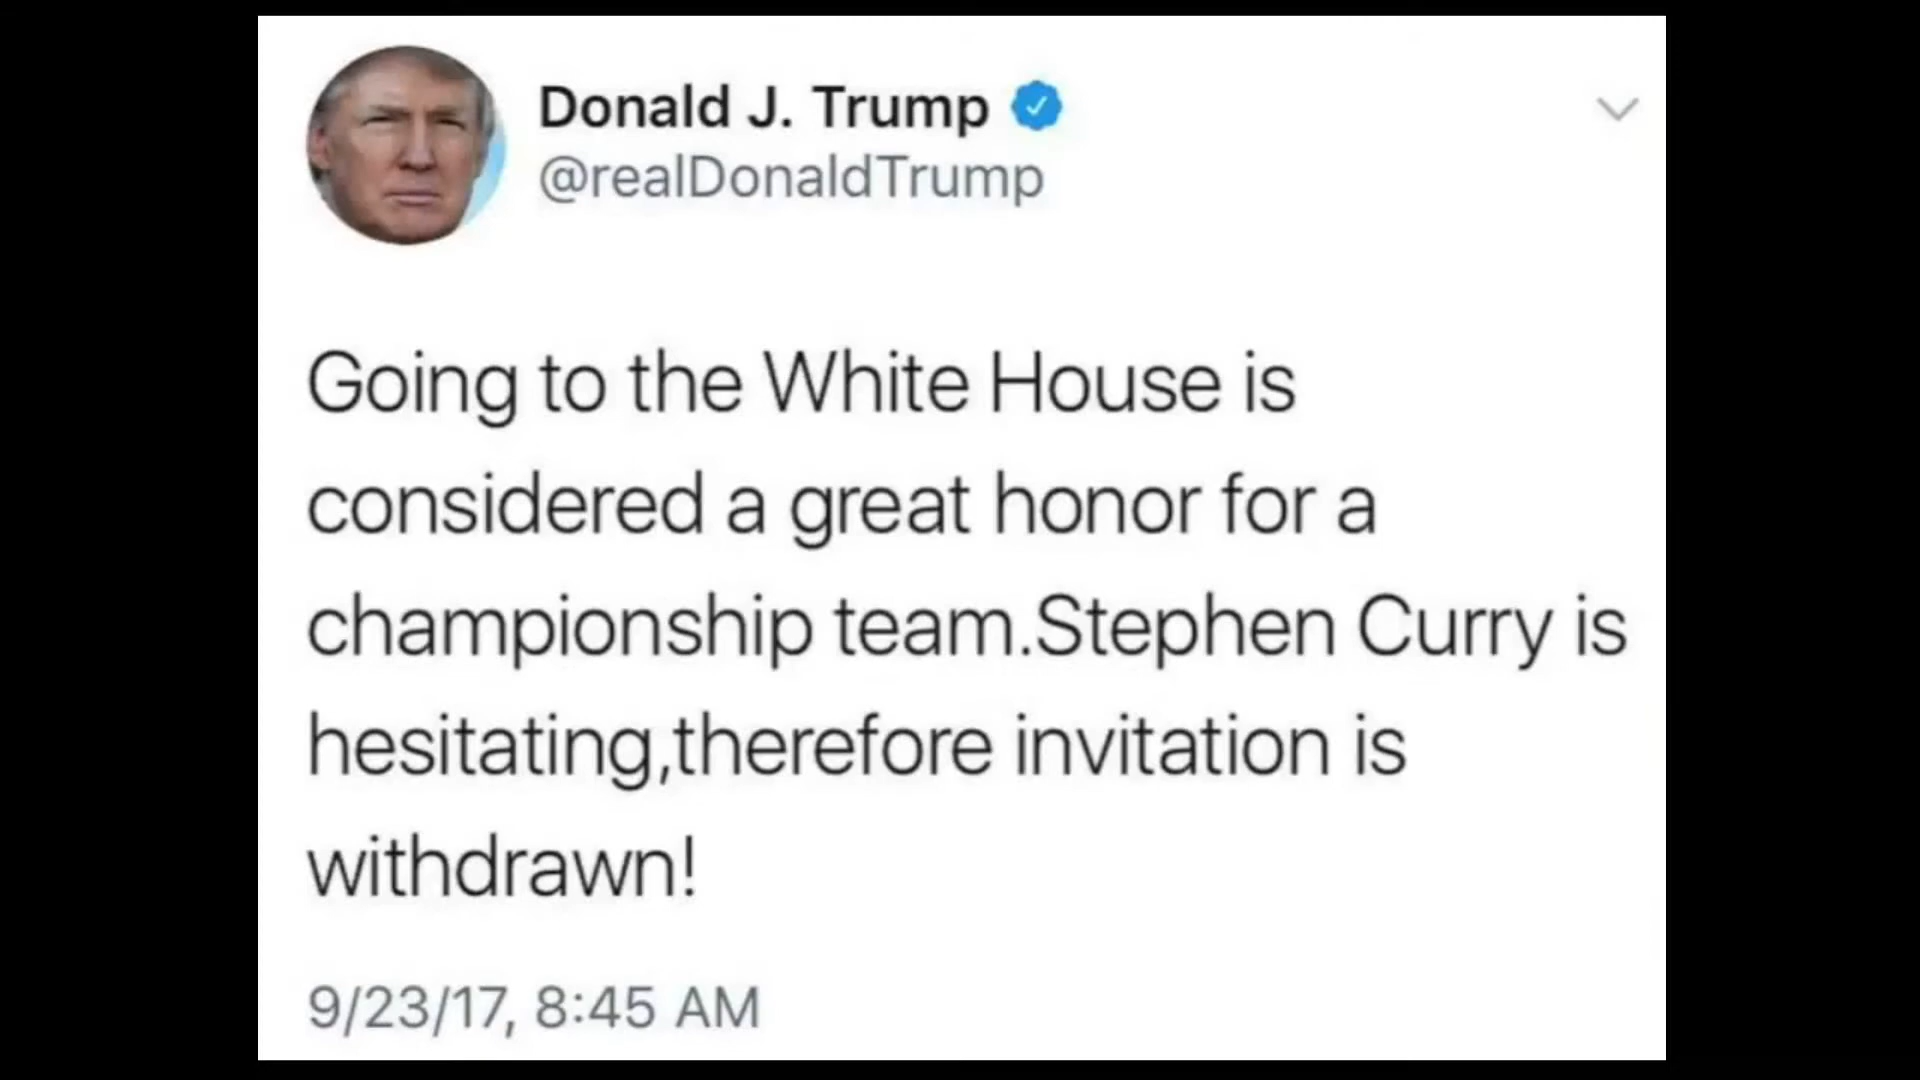 Donald J. Trump
@realDonaldTrump
Going to the White House is
considered a great honor for a
championship team.Stephen Curry is
hesitating,therefore invitation is
withdrawn!
9/23/17, 8:45 AM